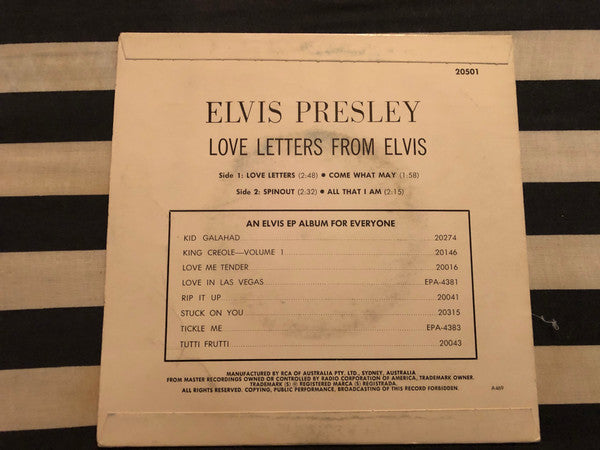 20501
ELVIS PRESLEY
LOVE LETTERS FROM ELVIS
Side 1: LOVE LETTERS (2:48) ● COME WHAT MAY (1:58)
Side 2: SPINOUT (2:32) ● ALL THAT I AM (2:15)
AN ELVIS EP ALBUM FOR EVERYONE
KID GALAHAD 20274
KING CREOLE—VOLUME 1 20146
LOVE ME TENDER 20016
LOVE IN LAS VEGAS EPA-4381
RIP IT UP 20041
STUCK ON YOU 20315
TICKLE ME EPA-4383
TUTTI FRUTTI 20043
MANUFACTURED BY RCA OF AUSTRALIA PTY. LTD., SYDNEY, AUSTRALIA
FROM MASTER RECORDINGS OWNED OR CONTROLLED BY RADIO CORPORATION OF AMERICA, TRADEMARK OWNER.
TRADEMARK (S) ® REGISTERED MARCA (S) REGISTRADA.
ALL RIGHTS RESERVED. COPYING, PUBLIC PERFORMANCE, BROADCASTING OF THIS RECORD FORBIDDEN.
A469